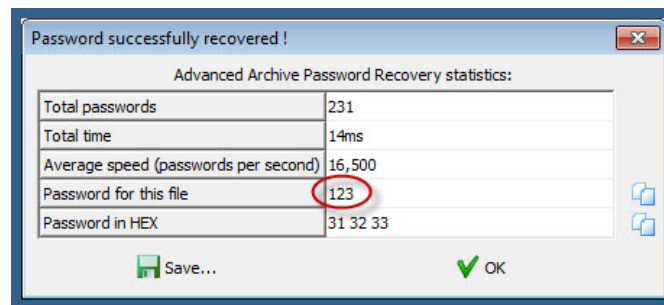 Password successfully recovered !
Advanced Archive Password Recovery statistics:
Total passwords 231
Total time 14ms
Average speed (passwords per second) 16,500
Password for this file 123
Password in HEX 31 32 33
Save... OK